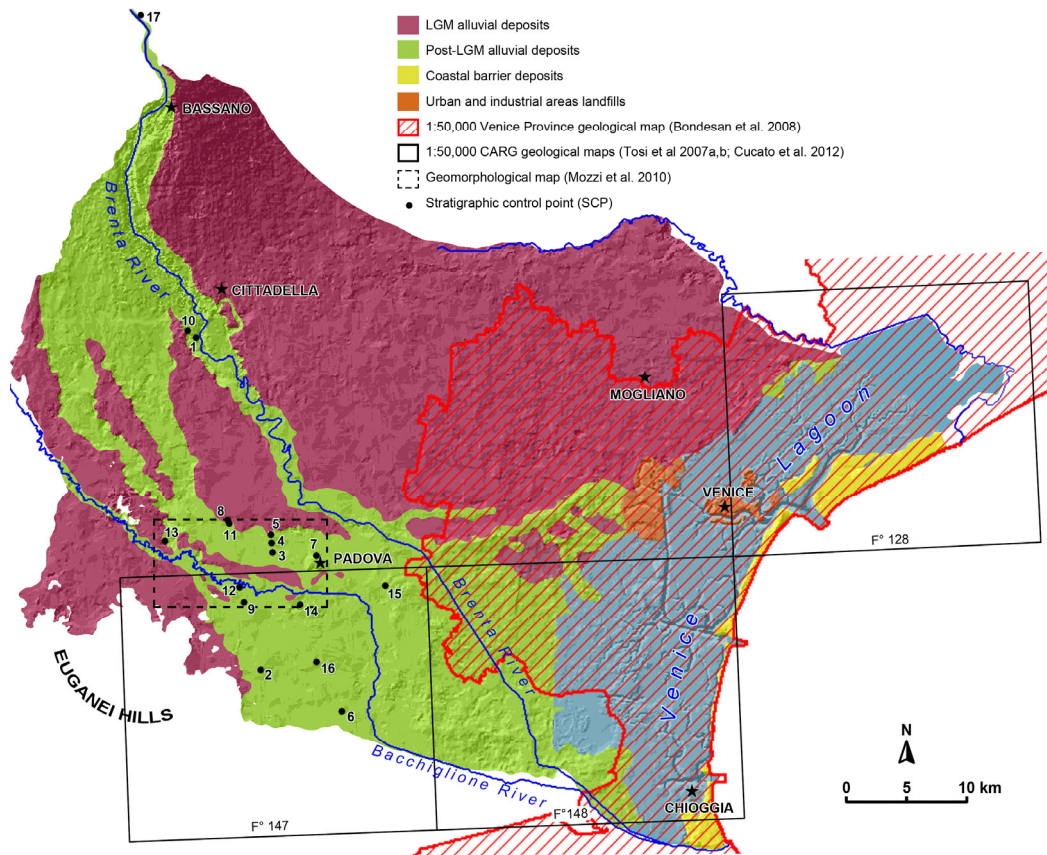 17
LGM alluvial deposits
Post-LGM alluvial deposits
Coastal barrier deposits
Urban and industrial areas landfills
1:50,000 Venice Province geological map (Bondesan et al. 2008)
1:50,000 CARG geological maps (Tosi et al 2007a,b; Cucato et al. 2012)
Geomorphological map (Mozzi et al. 2010)
Stratigraphic control point (SCP)
BASSANO
Brenta River
CITTADELLA
10
1
MOGLIANO
Lagoon
VENICE
8
11
5
4
3
7
13
PADOVA
F° 128
12
9
14
15
Brenta River
16
2
6
EUGANEI HILLS
Venice
Bacchiglione River
CHIOGGIA
N
0 5 10 km
F° 147
F° 148